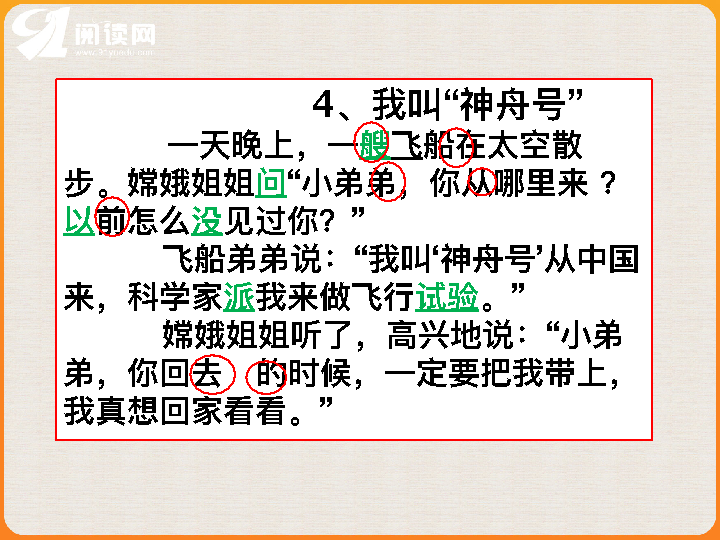 91阅读网
4、我叫“神舟号”
一天晚上，一艘飞船在太空散
步。嫦娥姐姐问“小弟弟，你从哪里来 ？
以前怎么没见过你？”
飞船弟弟说：“我叫‘神舟号’从中国
来，科学家派我来做飞行试验。”
嫦娥姐姐听了，高兴地说：“小弟
弟，你回去 的时候，一定要把我带上，
我真想回家看看。”